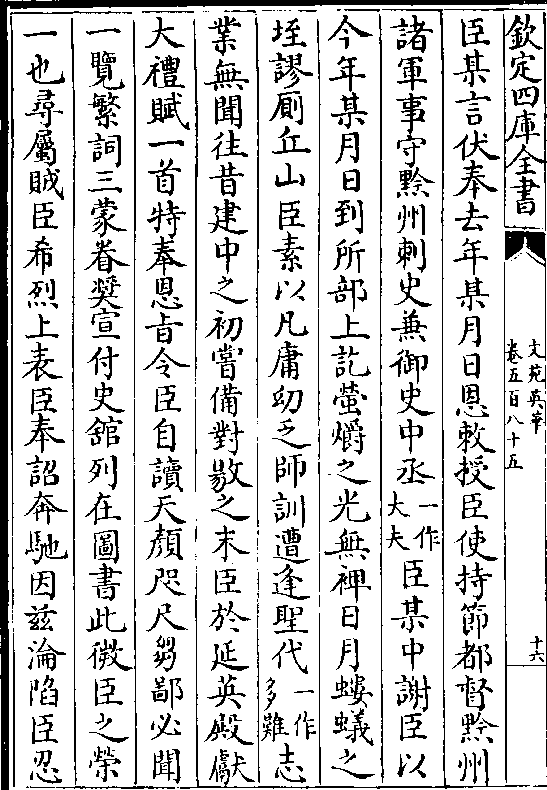 欽定四庫全書
文苑英華
卷五百八十五
十六
臣某言伏奉去年某月日恩敕授臣使持節都督黔州
諸軍事守黔州刺史兼御史中丞一作大夫臣某中謝臣以
今年某月日到所部上訖螢爝之光無裨日月螻蟻之
垤謬厠丘山臣素以凡庸幼乏師訓遭逢聖代一作多難志
業無聞往昔建中之初嘗備對敭之末臣於延英殿獻
大禮賦一首特奉恩旨令臣自讀天顔咫尺芻鄙必聞
一覽繁詞三蒙眷奬宣付史舘列在圖書此微臣之榮
一也尋屬賊臣希烈上表臣奉詔奔馳因兹淪陷臣忍